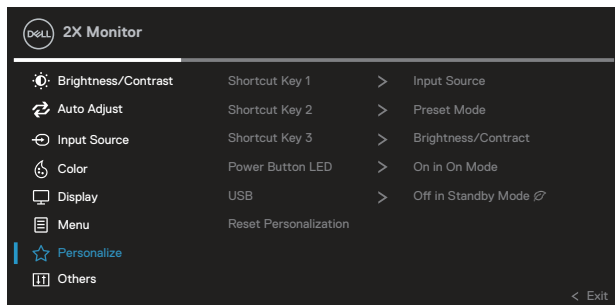 DELL 2X Monitor
Brightness/Contrast Shortcut Key 1 > Input Source
Auto Adjust Shortcut Key 2 > Preset Mode
Input Source Shortcut Key 3 > Brightness/Contract
Color Power Button LED > On in On Mode
Display USB > Off in Standby Mode
Menu Reset Personalization
Personalize
Others
< Exit